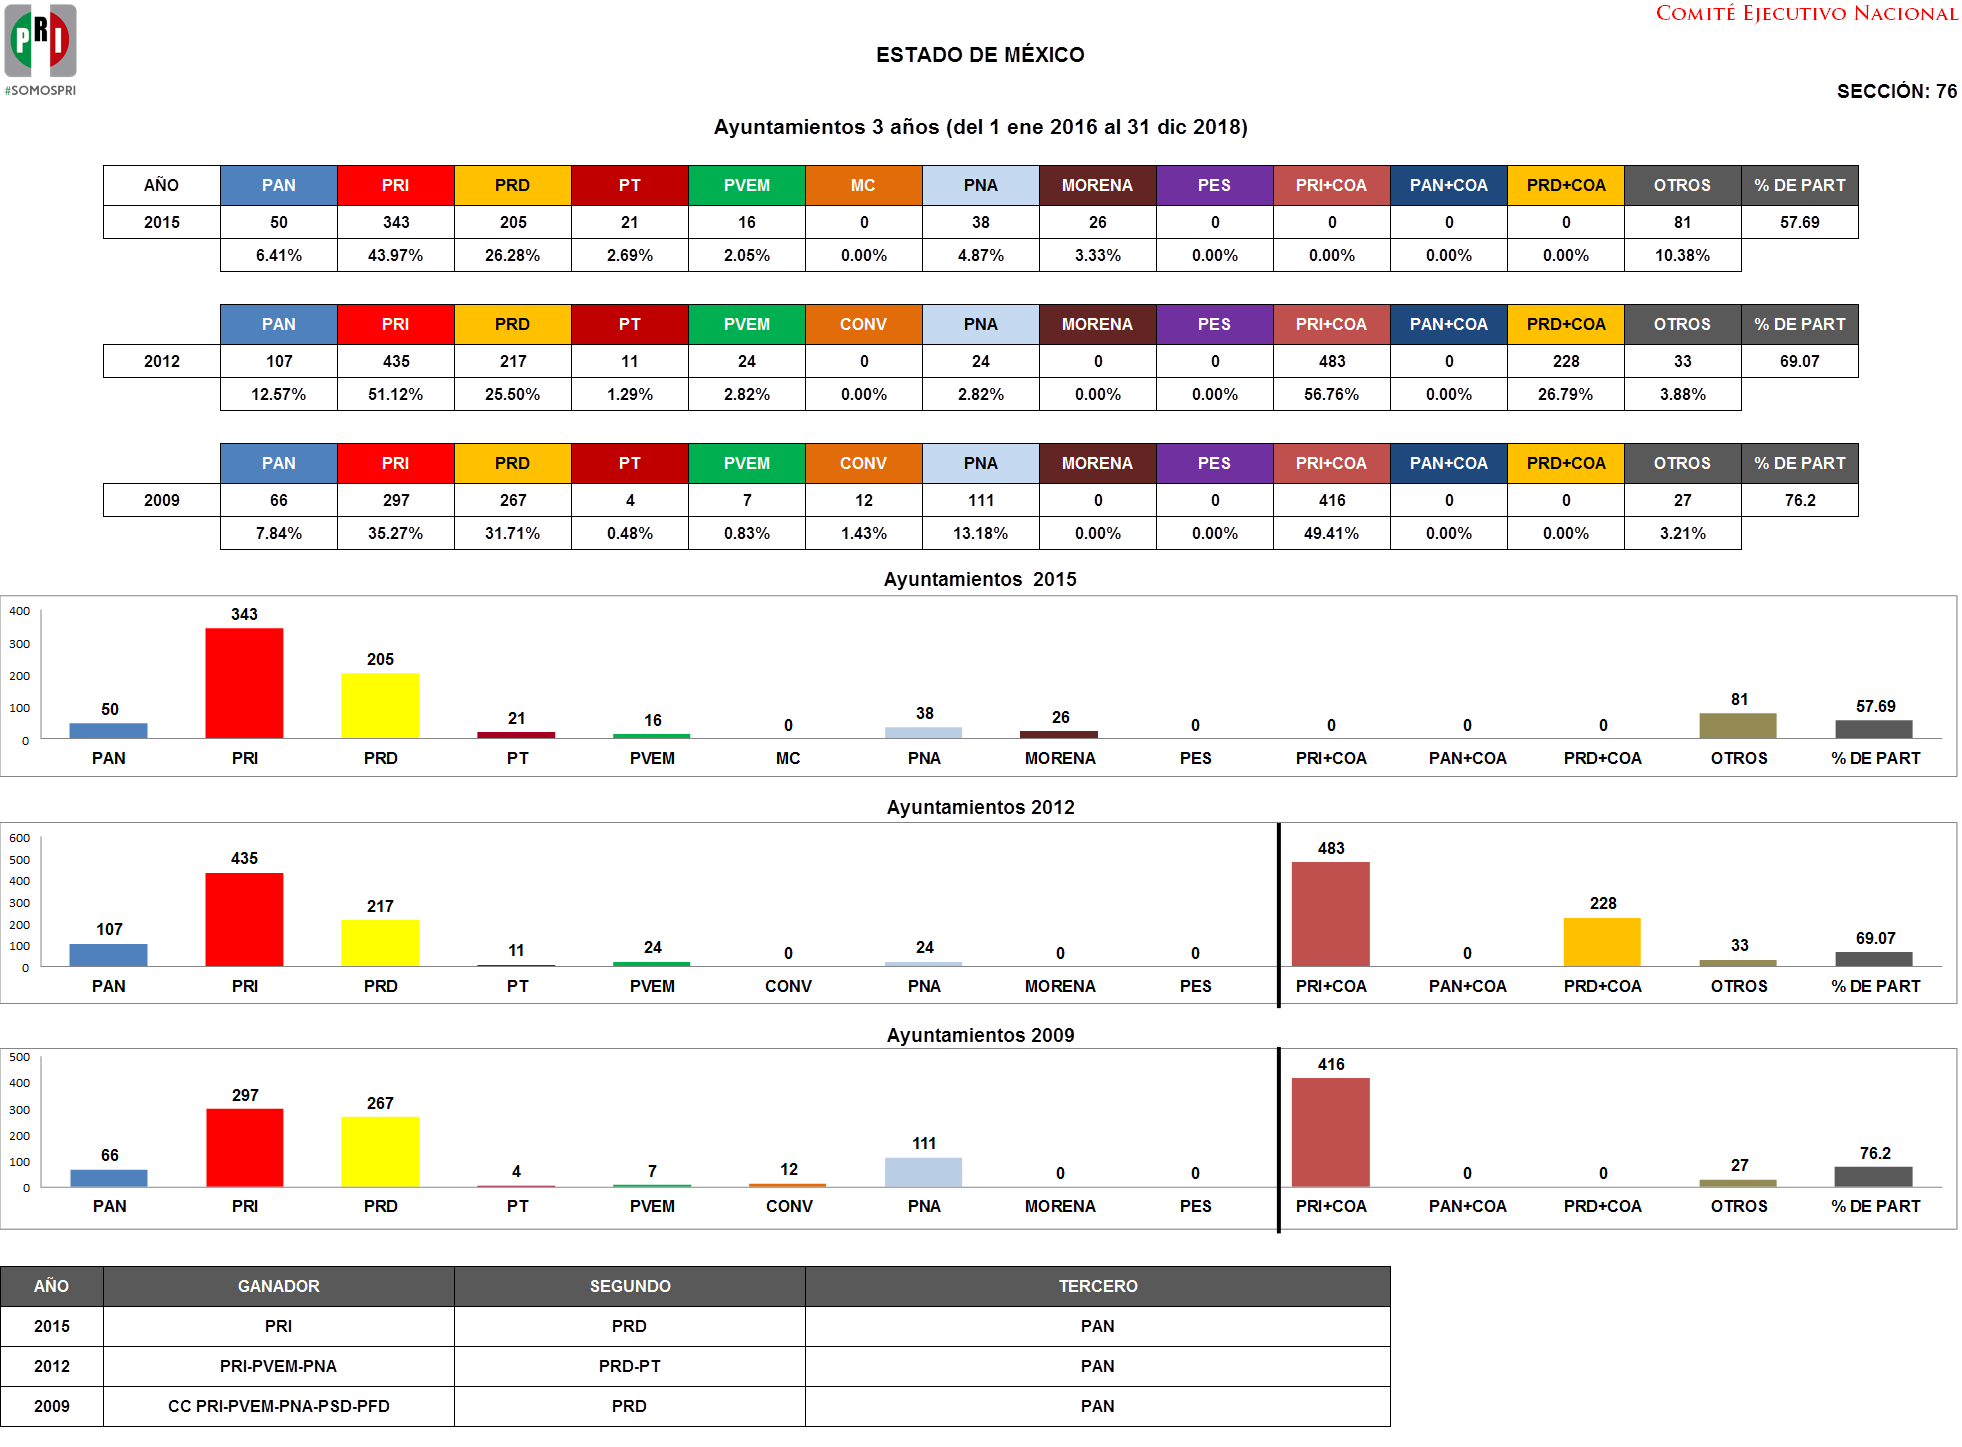 PRI
#SOMOSPRI
COMITÉ EJECUTIVO NACIONAL
ESTADO DE MÉXICO
SECCIÓN: 76
Ayuntamientos 3 años (del 1 ene 2016 al 31 dic 2018)
AÑO PAN PRI PRD PT PVEM MC PNA MORENA PES PRI+COA PAN+COA PRD+COA OTROS % DE PART
2015 50 343 205 21 16 0 38 26 0 0 0 0 81 57.69
6.41% 43.97% 26.28% 2.69% 2.05% 0.00% 4.87% 3.33% 0.00% 0.00% 0.00% 0.00% 10.38%
PAN PRI PRD PT PVEM CONV PNA MORENA PES PRI+COA PAN+COA PRD+COA OTROS % DE PART
2012 107 435 217 11 24 0 24 0 0 483 0 228 33 69.07
12.57% 51.12% 25.50% 1.29% 2.82% 0.00% 2.82% 0.00% 0.00% 56.76% 0.00% 26.79% 3.88%
PAN PRI PRD PT PVEM CONV PNA MORENA PES PRI+COA PAN+COA PRD+COA OTROS % DE PART
2009 66 297 267 4 7 12 111 0 0 416 0 0 27 76.2
7.84% 35.27% 31.71% 0.48% 0.83% 1.43% 13.18% 0.00% 0.00% 49.41% 0.00% 0.00% 3.21%
Ayuntamientos 2015
400
300
200
100
0
50 343 205 21 16 0 38 26 0 0 0 0 81 57.69
PAN PRI PRD PT PVEM MC PNA MORENA PES PRI+COA PAN+COA PRD+COA OTROS % DE PART
Ayuntamientos 2012
600
500
400
300
200
100
0
107 435 217 11 24 0 24 0 0 483 0 228 33 69.07
PAN PRI PRD PT PVEM CONV PNA MORENA PES PRI+COA PAN+COA PRD+COA OTROS % DE PART
Ayuntamientos 2009
500
400
300
200
100
0
66 297 267 4 7 12 111 0 0 416 0 0 27 76.2
PAN PRI PRD PT PVEM CONV PNA MORENA PES PRI+COA PAN+COA PRD+COA OTROS % DE PART
AÑO GANADOR SEGUNDO TERCERO
2015 PRI PRD PAN
2012 PRI-PVEM-PNA PRD-PT PAN
2009 CC PRI-PVEM-PNA-PSD-PFD PRD PAN